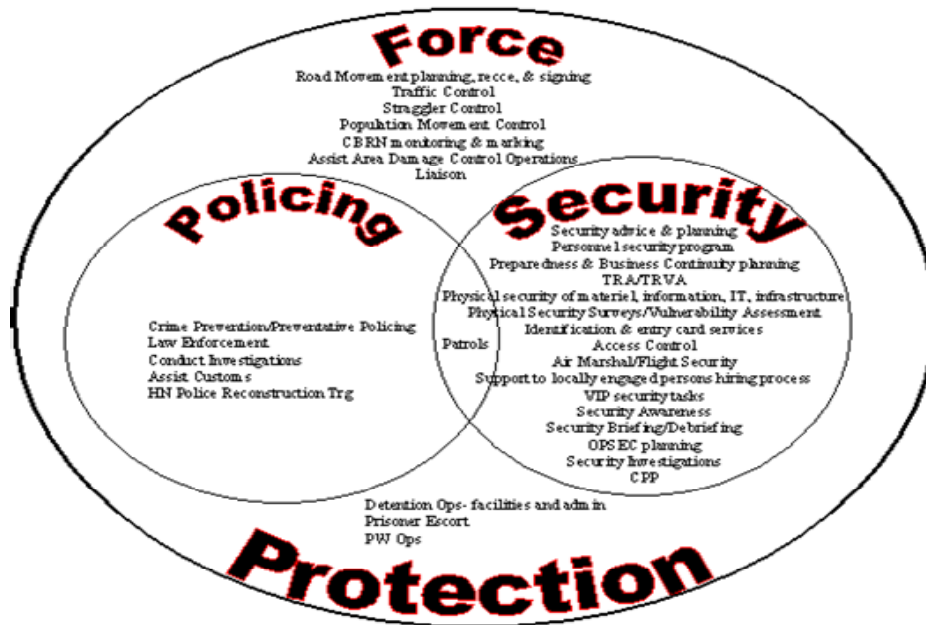 Force
Road Movement planning, recce, & signing
Traffic Control
Straggler Control
Population Movement Control
CBRN monitoring & marking
Assist Area Damage Control Operations
Liaison
Policing
Crime Prevention/Preventative Policing
Law Enforcement
Conduct Investigations
Assist Customs
HN Police Reconstruction Trg
Patrols
Security
Security advice & planning
Personnel security program
Preparedness & Business Continuity planning
TRA/TRVA
Physical security of materiel, information, IT, infrastructure
Physical Security Surveys/Vulnerability Assessment
Identification & entry card services
Access Control
Air Marshal/Flight Security
Support to locally engaged persons hiring process
VIP security tasks
Security Awareness
Security Briefing/Debriefing
OPSEC planning
Security Investigations
CPP
Detention Ops- facilities and admin
Prisoner Escort
PW Ops
Protection